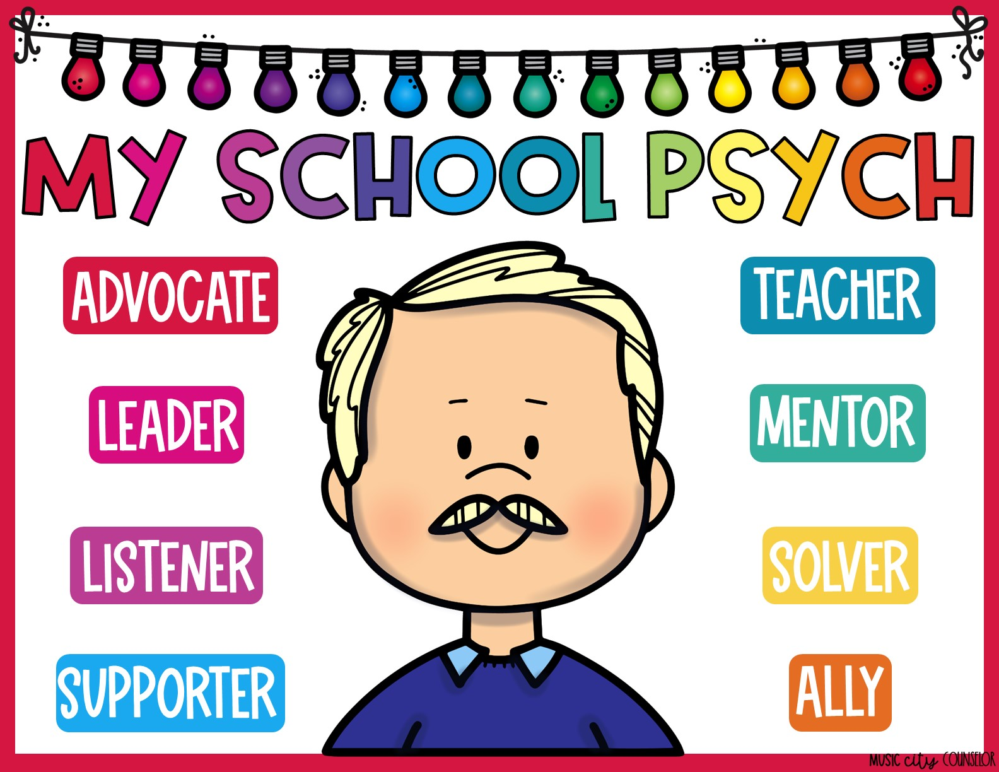 MY SCHOOL PSYCH
ADVOCATE
LEADER
LISTENER
SUPPORTER
TEACHER
MENTOR
SOLVER
ALLY
MUSIC city COUNSELOR